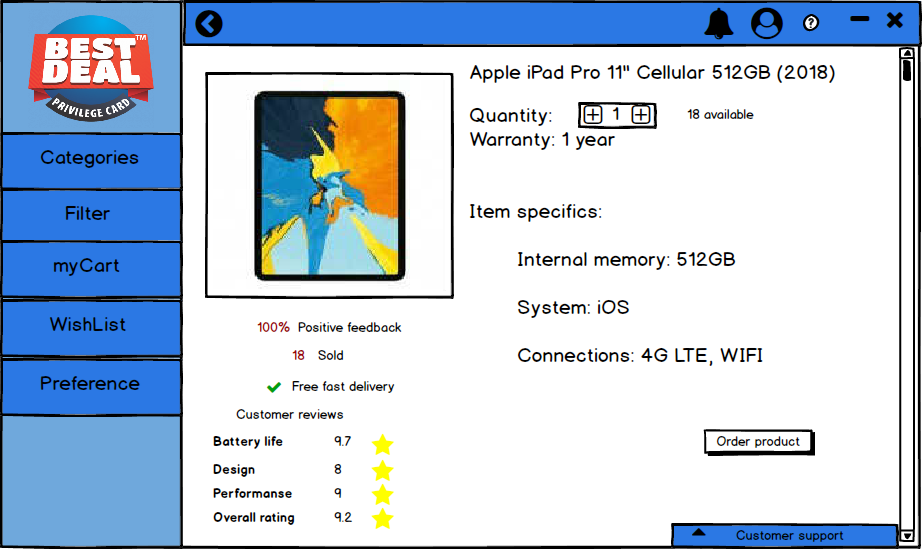 BEST
DEAL
TM
PRIVILEGE CARD
Categories
Filter
myCart
WishList
Preference
?
Apple iPad Pro 11" Cellular 512GB (2018)
Quantity: + 1 + 18 available
Warranty: 1 year
Item specifics:
Internal memory: 512GB
System: iOS
Connections: 4G LTE, WIFI
100% Positive feedback
18 Sold
Free fast delivery
Customer reviews
Battery life 9.7
Design 8
Performanse 9
Overall rating 9.2
Order product
Customer support